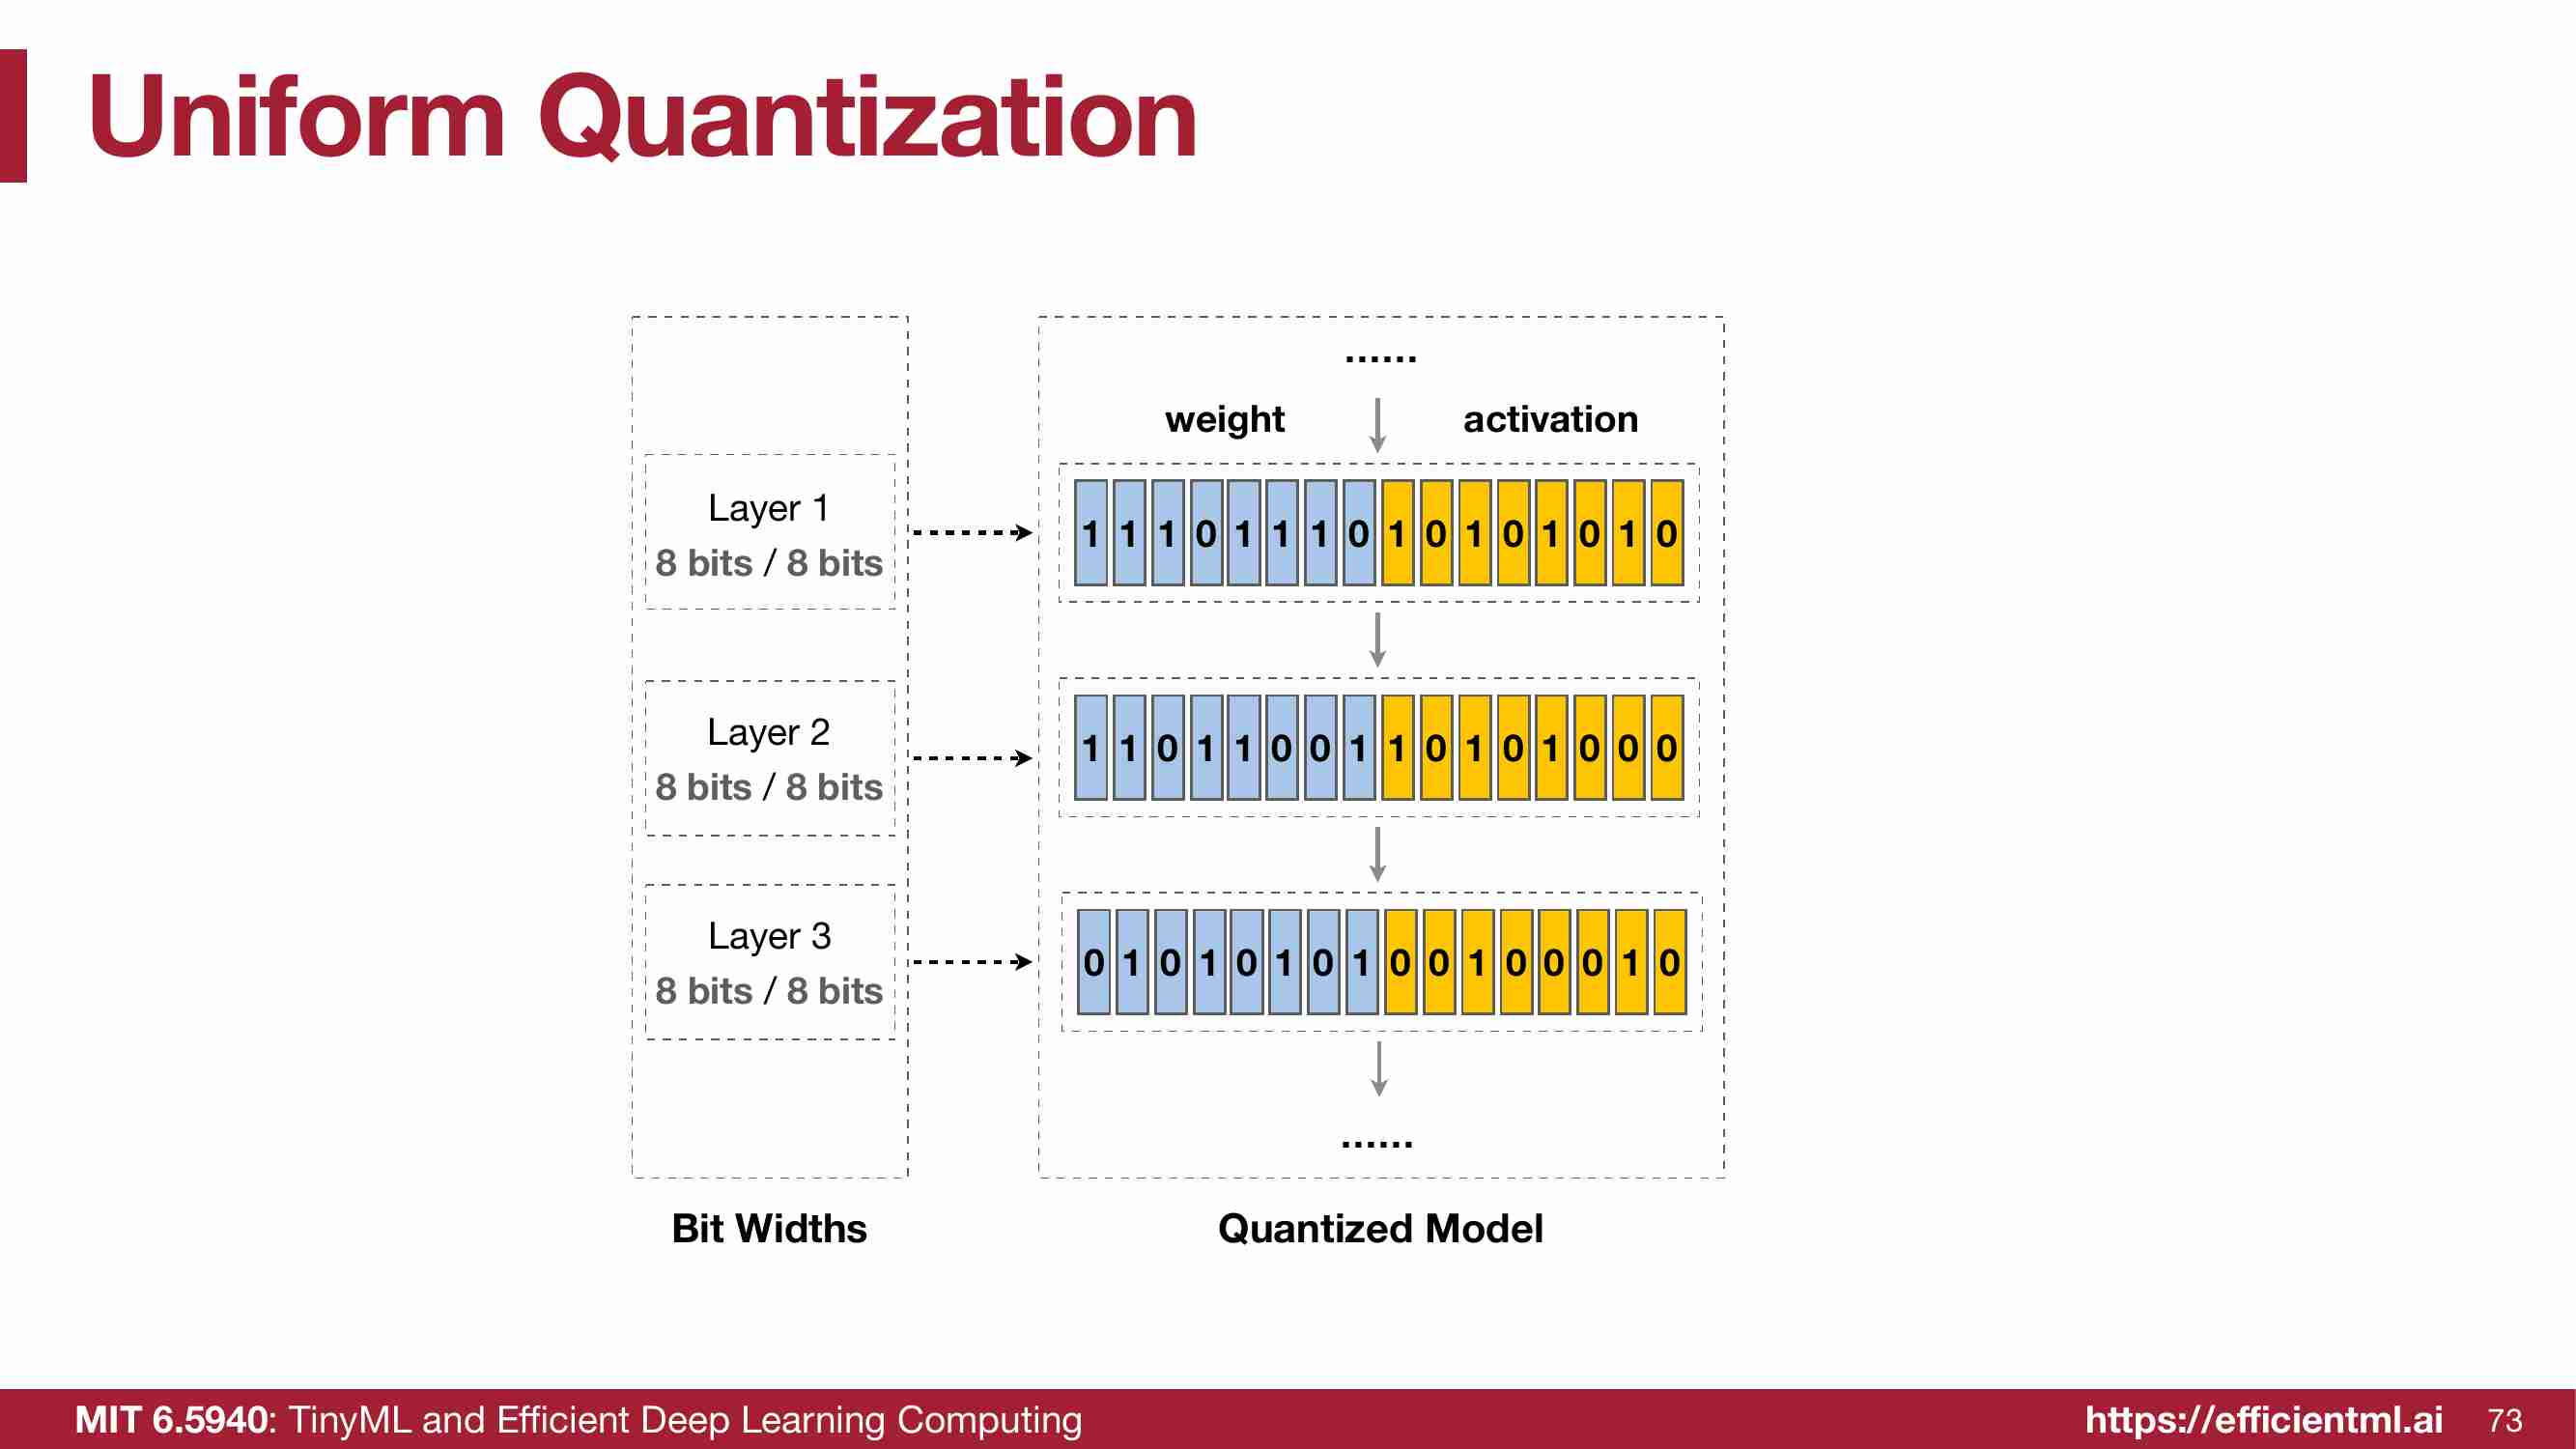 Uniform Quantization
Layer 1
8 bits / 8 bits
Layer 2
8 bits / 8 bits
Layer 3
8 bits / 8 bits
Bit Widths
......
weight activation
1 1 1 0 1 1 1 0 1 0 1 0 1 0 1 0
1 1 0 1 1 0 0 1 1 0 1 0 1 0 0 0
0 1 0 1 0 1 0 1 0 0 1 0 0 0 1 0
......
Quantized Model
MIT 6.5940: TinyML and Efficient Deep Learning Computing
https://efficientml.ai 73